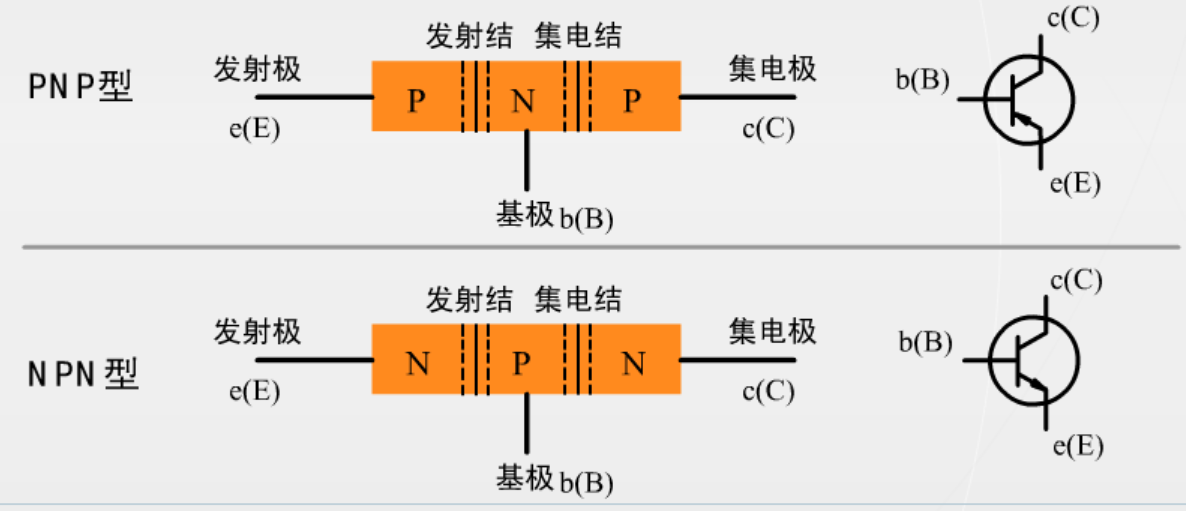 发射结 集电结
PNP型
发射极
P
N
P
集电极
e(E)
c(C)
基极 b(B)
c(C)
b(B)
e(E)
发射结 集电结
NPN型
发射极
N
P
N
集电极
e(E)
c(C)
基极 b(B)
c(C)
b(B)
e(E)